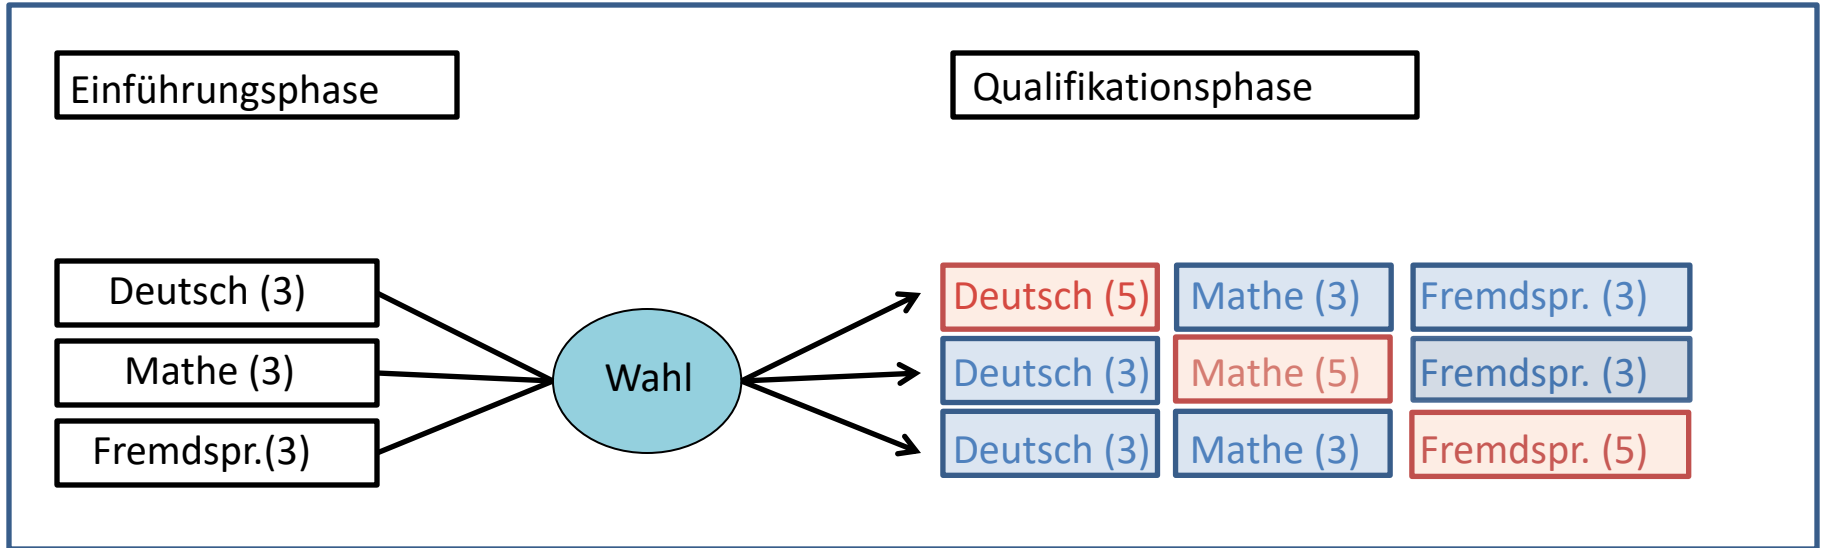 Einführungsphase
Qualifikationsphase
Deutsch (3)
Mathe (3)
Fremdspr.(3)
Wahl
Deutsch (5) Mathe (3) Fremdspr. (3)
Deutsch (3) Mathe (5) Fremdspr. (3)
Deutsch (3) Mathe (3) Fremdspr. (5)